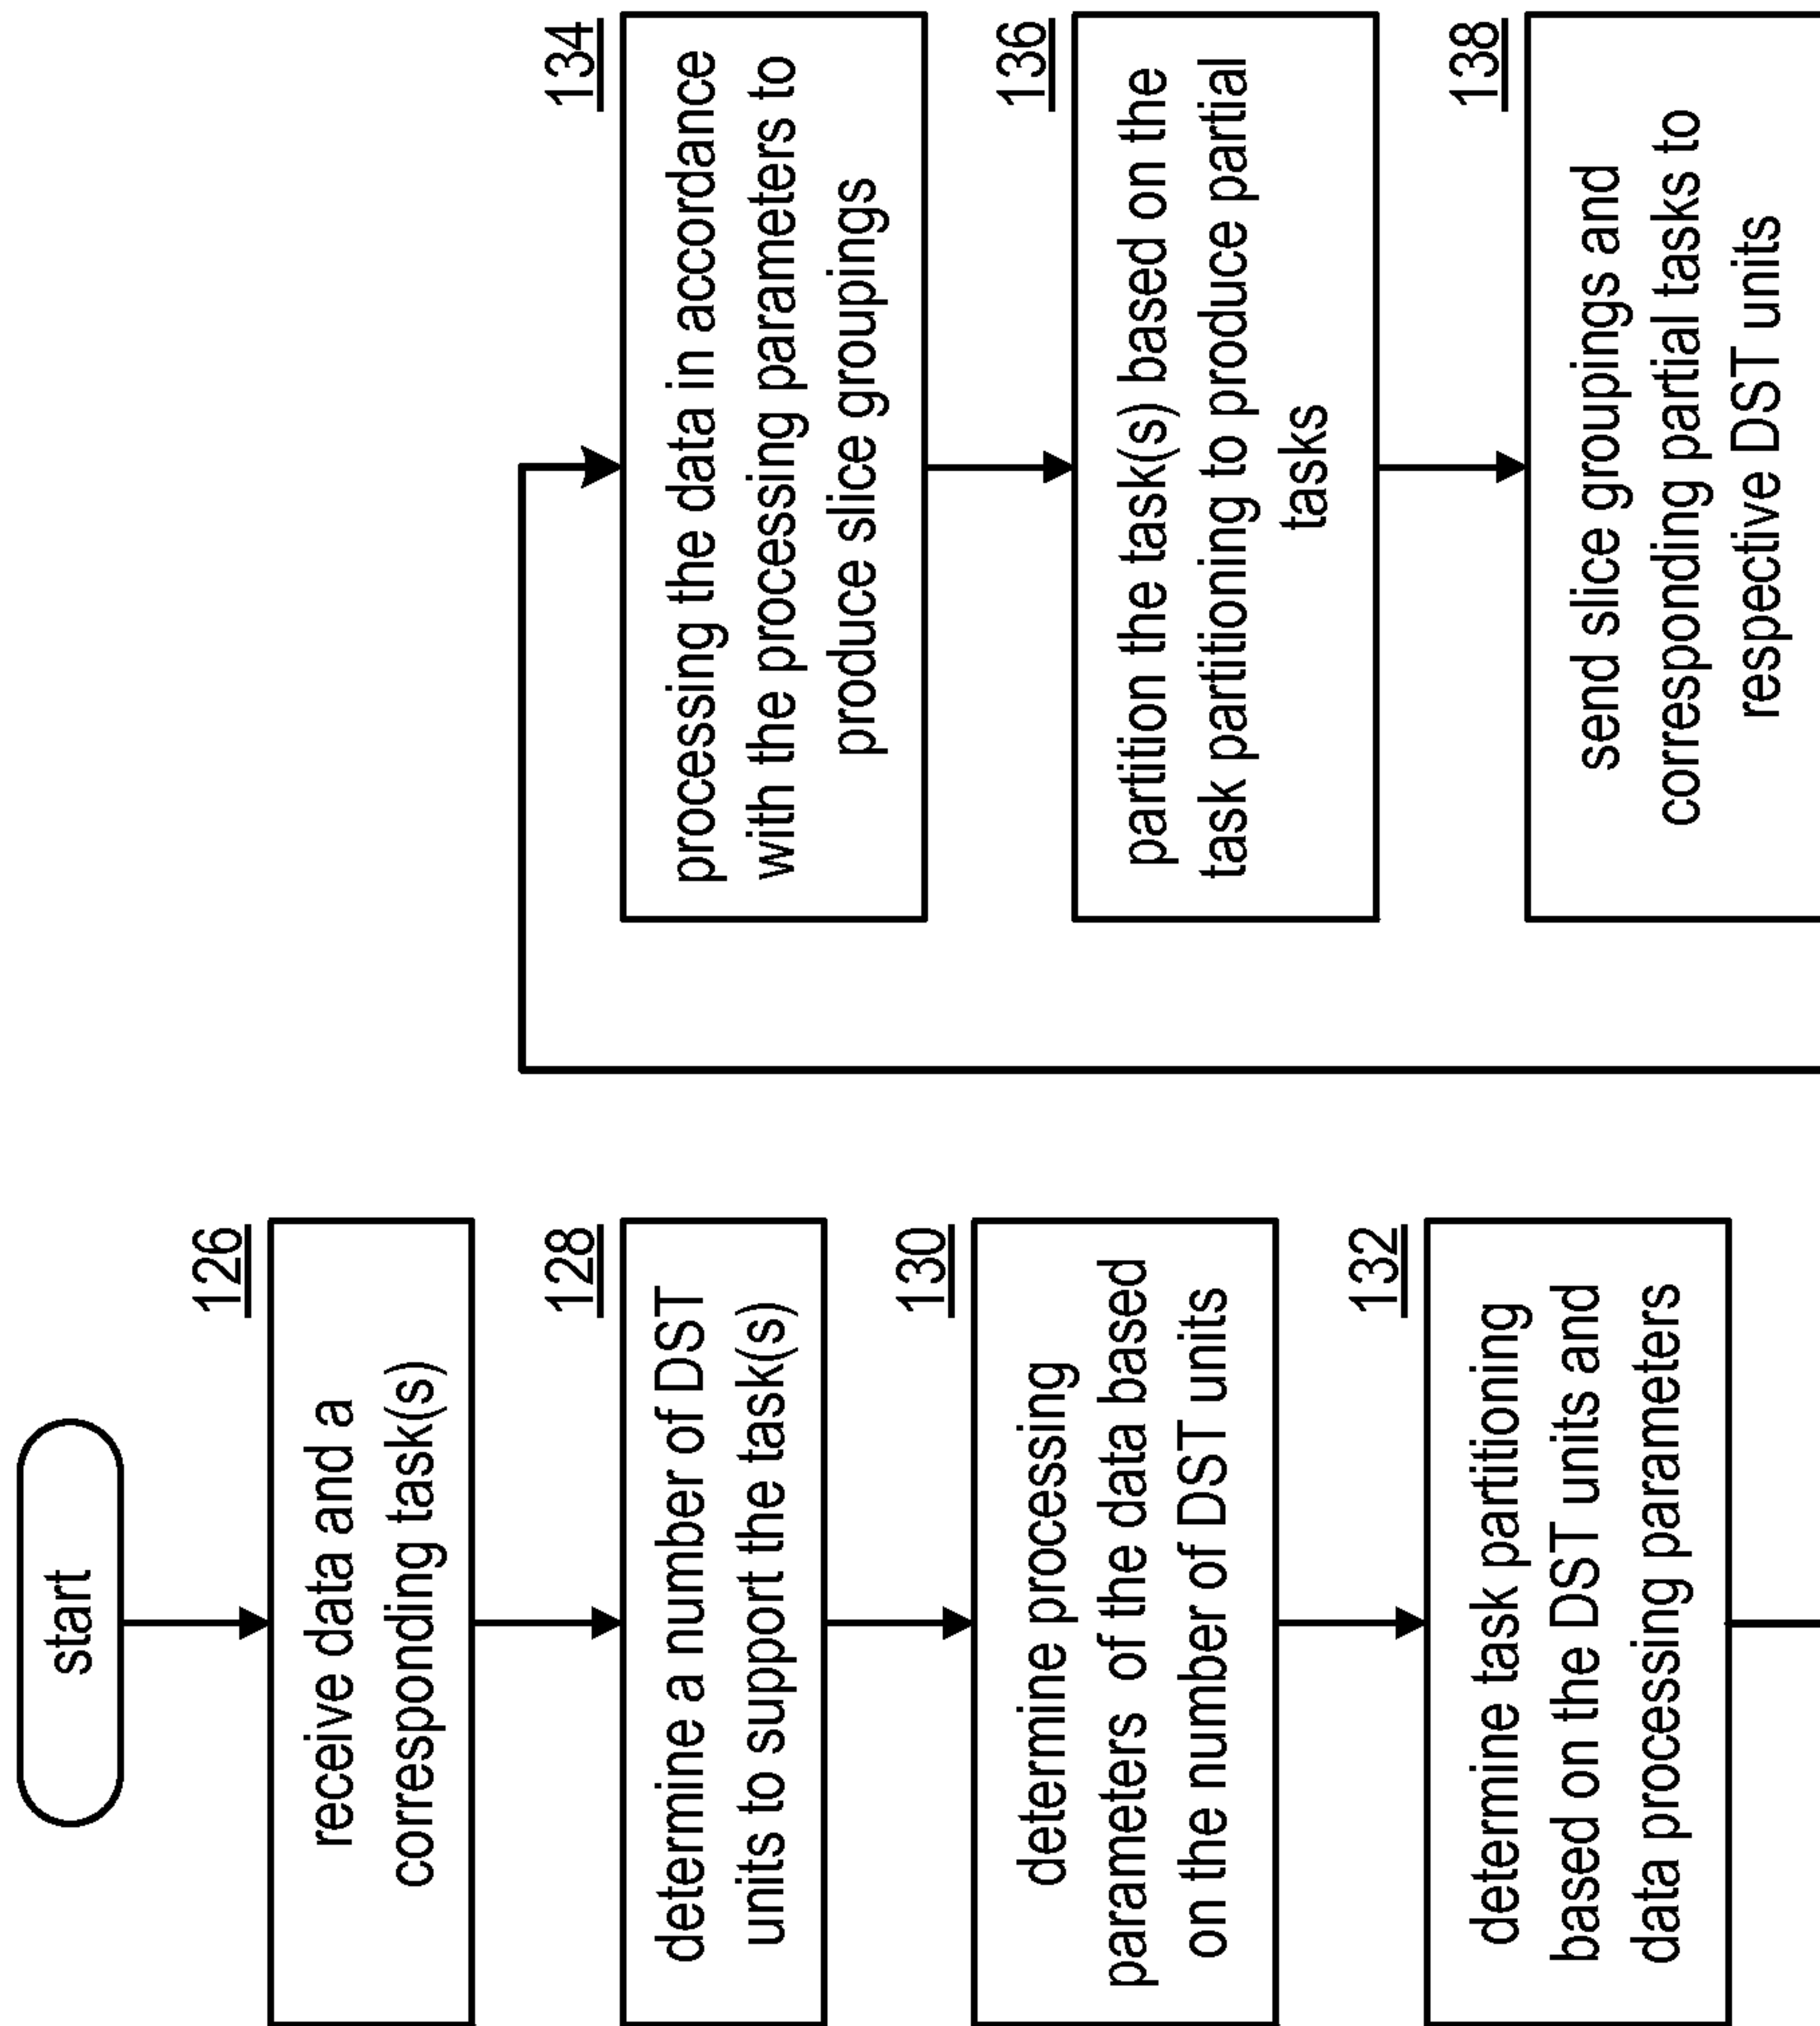 start
126
receive data and a
corresponding task(s)
128
determine a number of DST
units to support the task(s)
130
determine processing
parameters of the data based
on the number of DST units
132
determine task partitioning
based on the DST units and
data processing parameters
134
processing the data in accordance
with the processing parameters to
produce slice groupings
136
partition the task(s) based on the
task partitioning to produce partial
tasks
138
send slice groupings and
corresponding partial tasks to
respective DST units